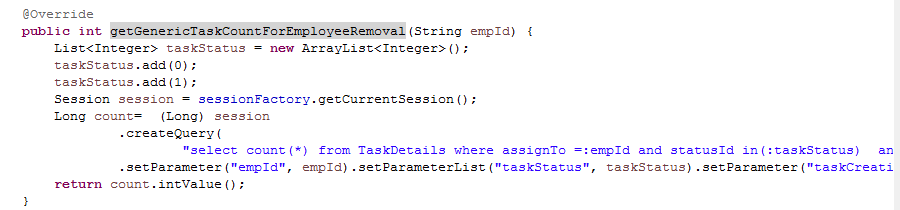 @Override
public int getGenericTaskCountForEmployeeRemoval(String empId) {
List<Integer> taskStatus = new ArrayList<Integer>();
taskStatus.add(0);
taskStatus.add(1);
Session session = sessionFactory.getCurrentSession();
Long count=  (Long) session
.createQuery(
"select count(*) from TaskDetails where assignTo =:empId and statusId in(:taskStatus)  an
.setParameter("empId", empId).setParameterList("taskStatus", taskStatus).setParameter("taskCreati
return count.intValue();
}